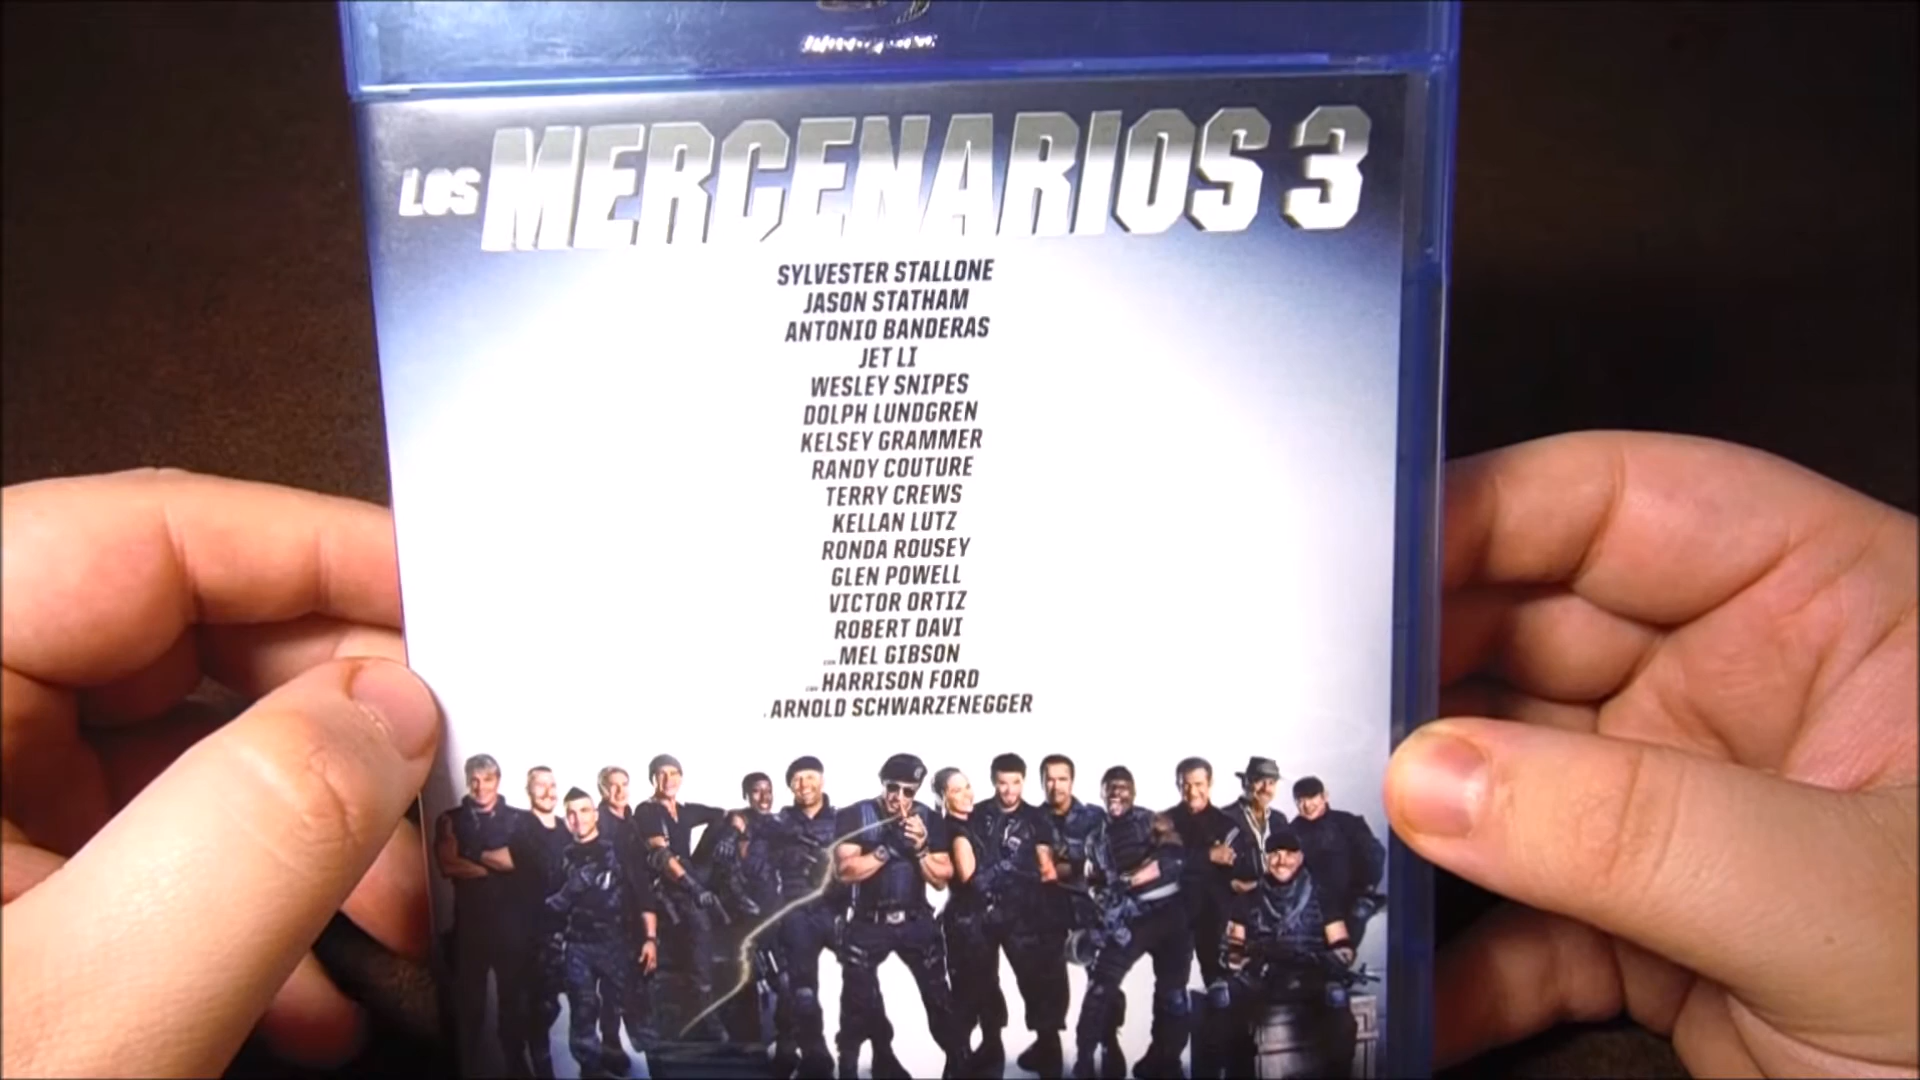 LOS MERCENARIOS 3
SYLVESTER STALLONE
JASON STATHAM
ANTONIO BANDERAS
JET LI
WESLEY SNIPES
DOLPH LUNDGREN
KELSEY GRAMMER
RANDY COUTURE
TERRY CREWS
KELLAN LUTZ
RONDA ROUSEY
GLEN POWELL
VICTOR ORTIZ
ROBERT DAVI
MEL GIBSON
HARRISON FORD
ARNOLD SCHWARZENEGGER